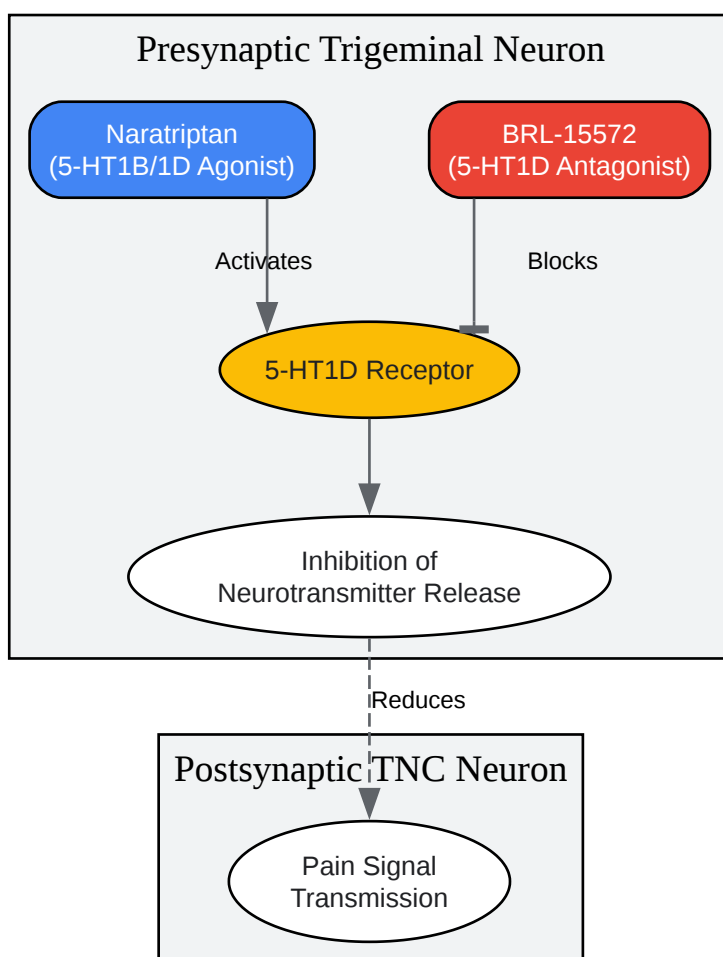 Presynaptic Trigeminal Neuron
Naratriptan
(5-HT1B/1D Agonist)
BRL-15572
(5-HT1D Antagonist)
Activates
Blocks
5-HT1D Receptor
Inhibition of
Neurotransmitter Release
Reduces
Postsynaptic TNC Neuron
Pain Signal
Transmission